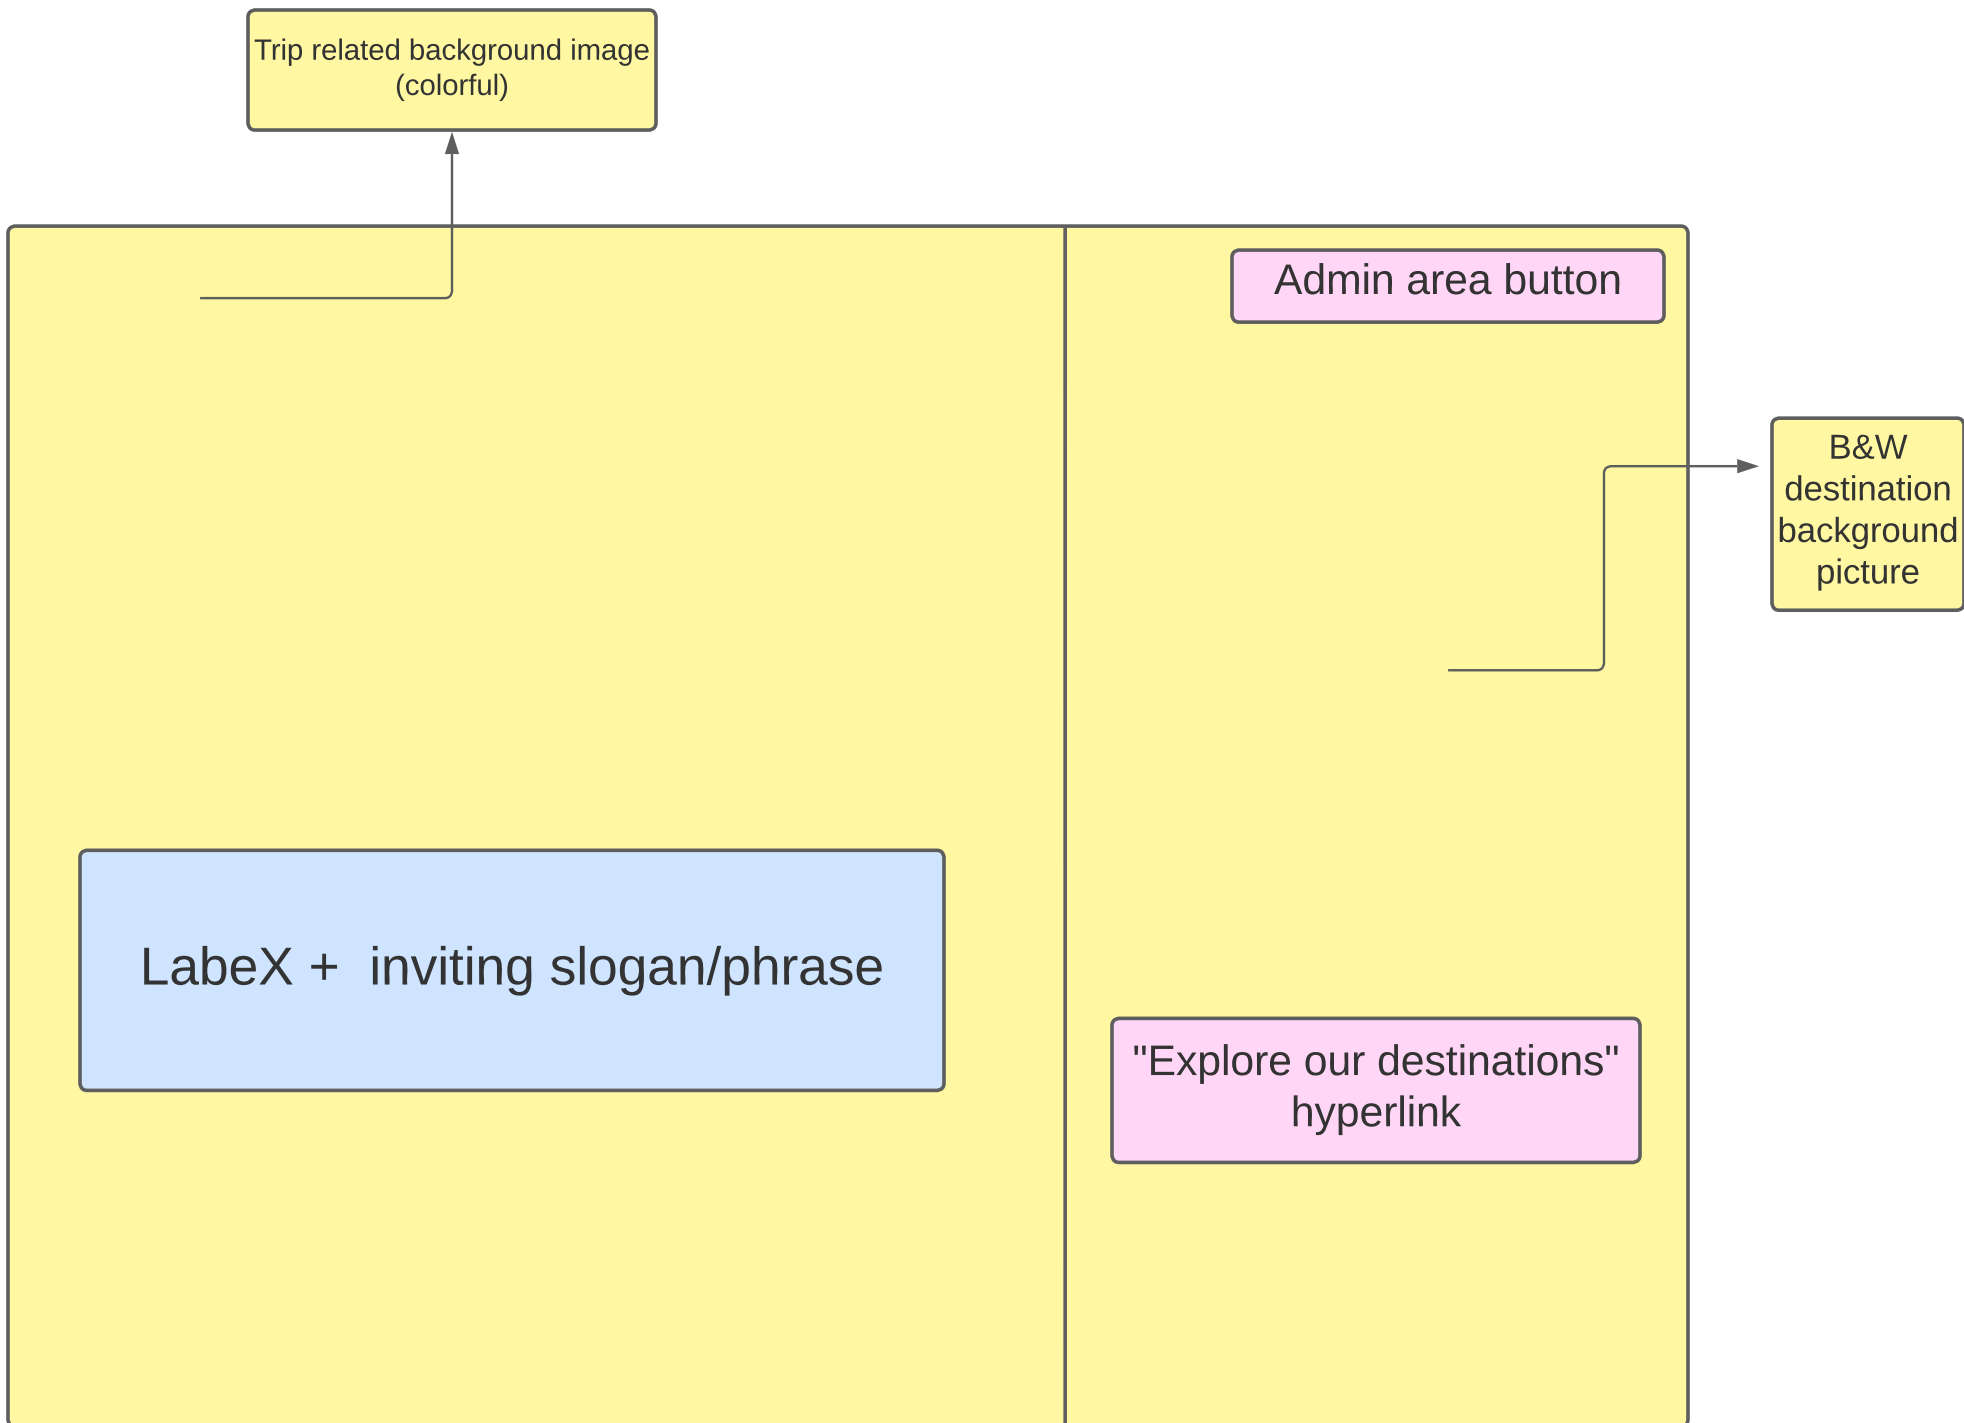 Trip related background image
(colorful)
Admin area button
B&W
destination
background
picture
LabeX +  inviting slogan/phrase
"Explore our destinations"
hyperlink